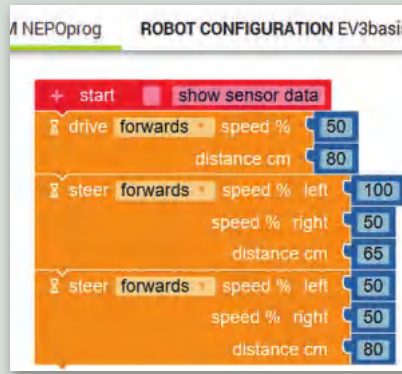 M NEPOprog ROBOT CONFIGURATION EV3basis
+ start show sensor data
drive forwards speed % 50
distance cm 80
steer forwards speed % left 100
speed % right 50
distance cm 65
steer forwards speed % left 50
speed % right 50
distance cm 80